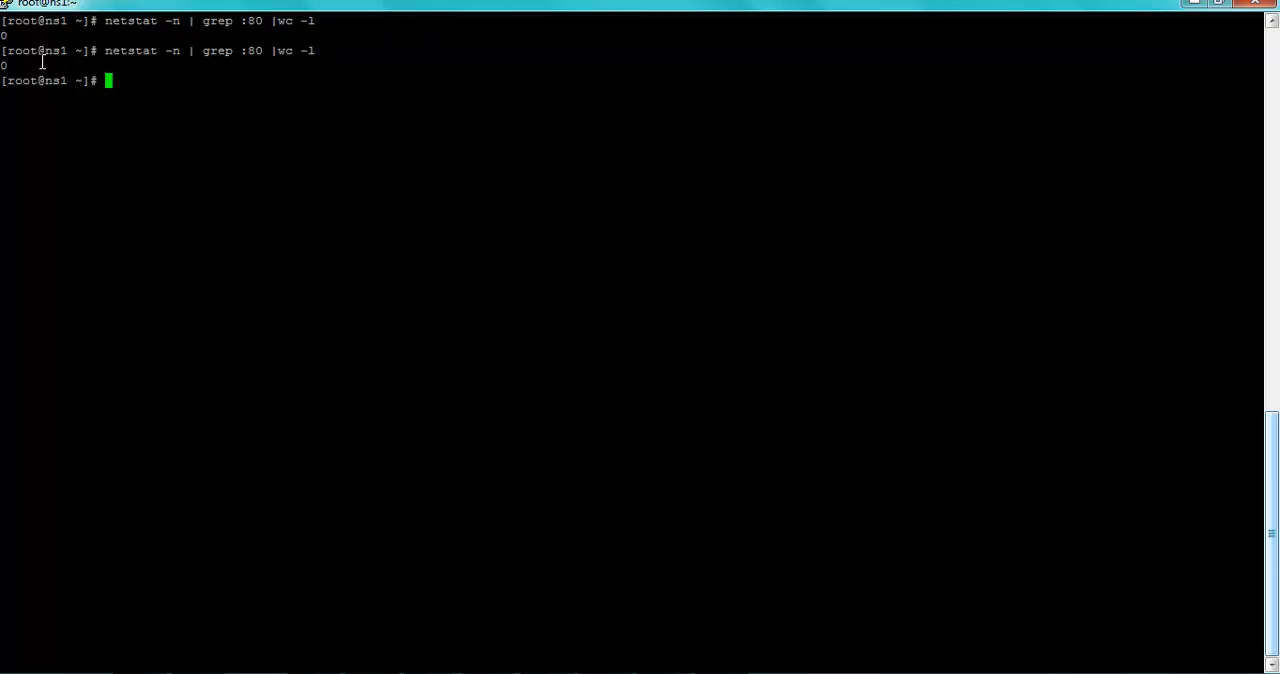 root@ns1:~
[root@ns1 ~]# netstat -n | grep :80 |wc -l
0
[root@ns1 ~]# netstat -n | grep :80 |wc -l
0
[root@ns1 ~]#